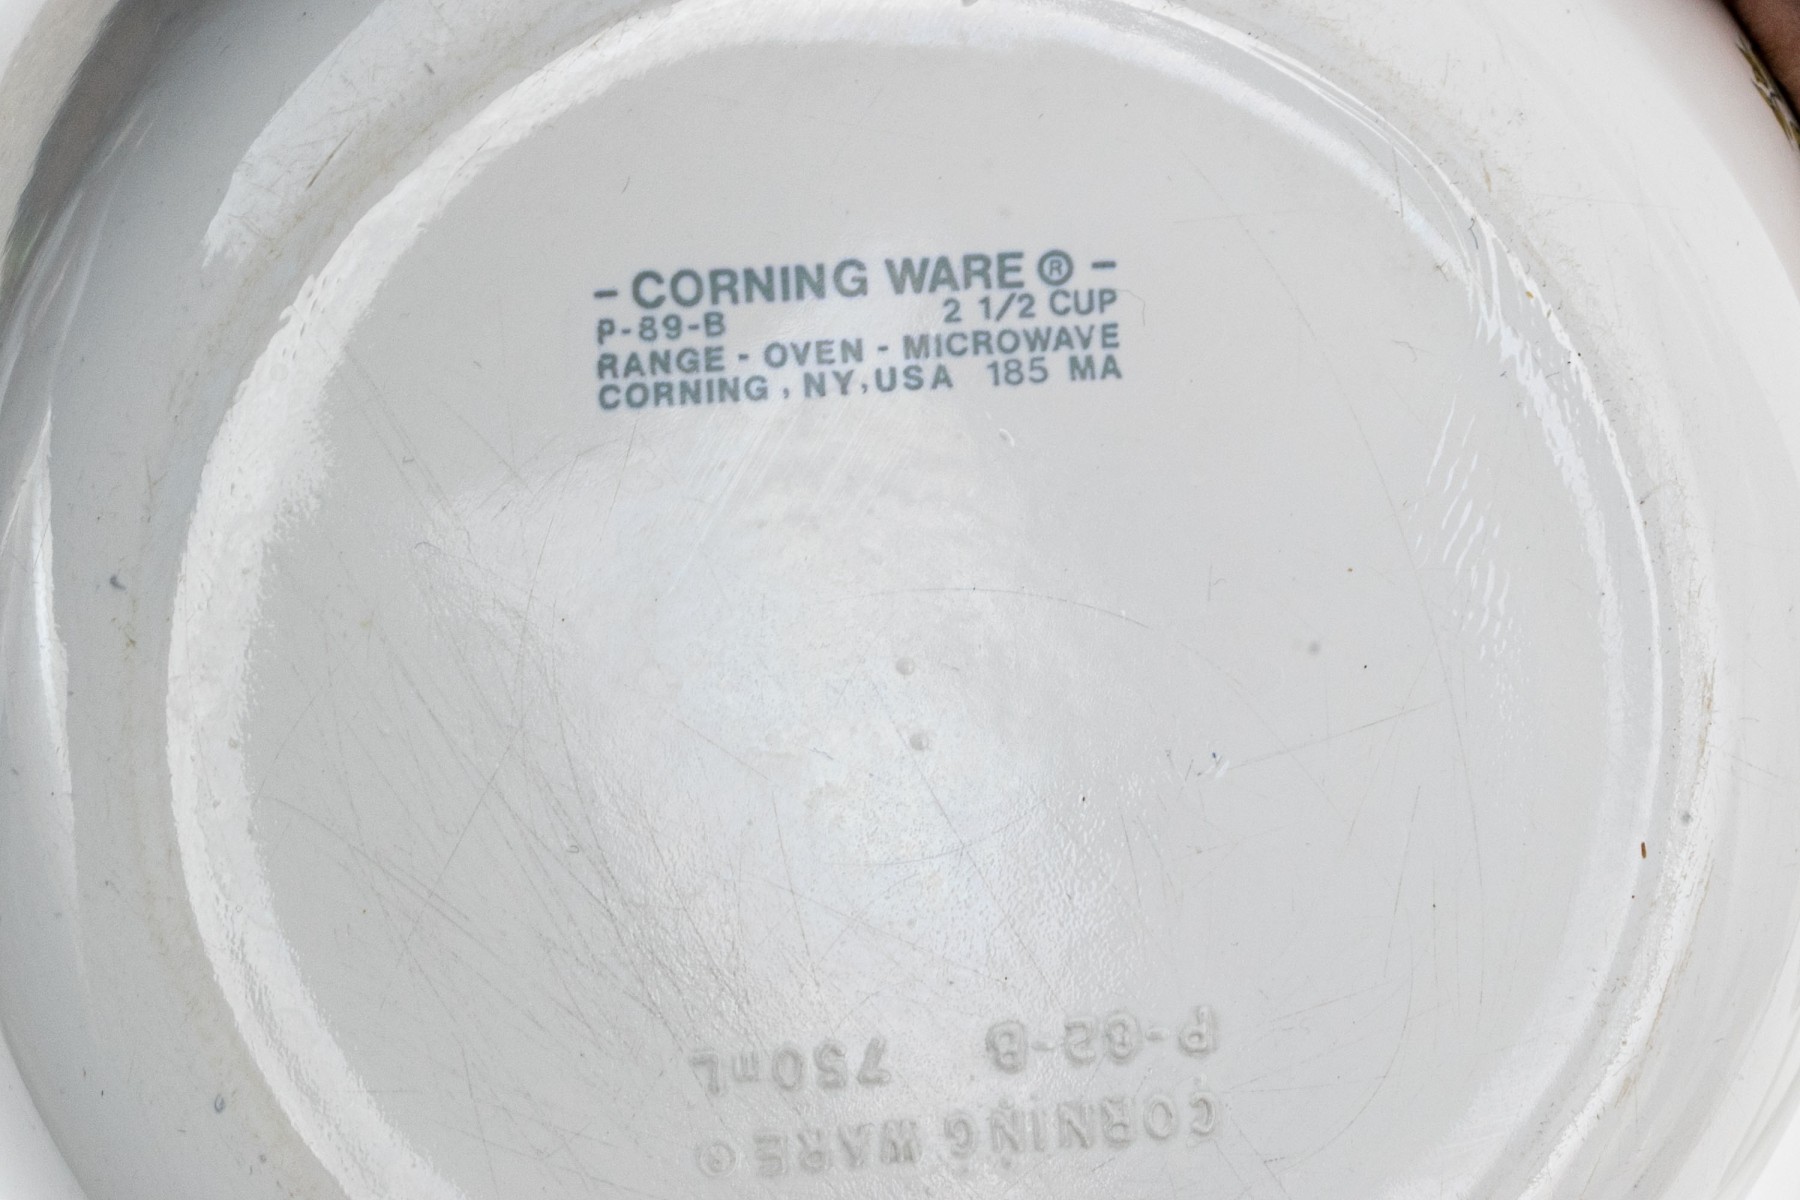 - CORNING WARE ® -
P-89-B 2 1/2 CUP
RANGE - OVEN - MICROWAVE
CORNING , NY, USA 185 MA
CORNING WARE ®
P-82-B 750mL